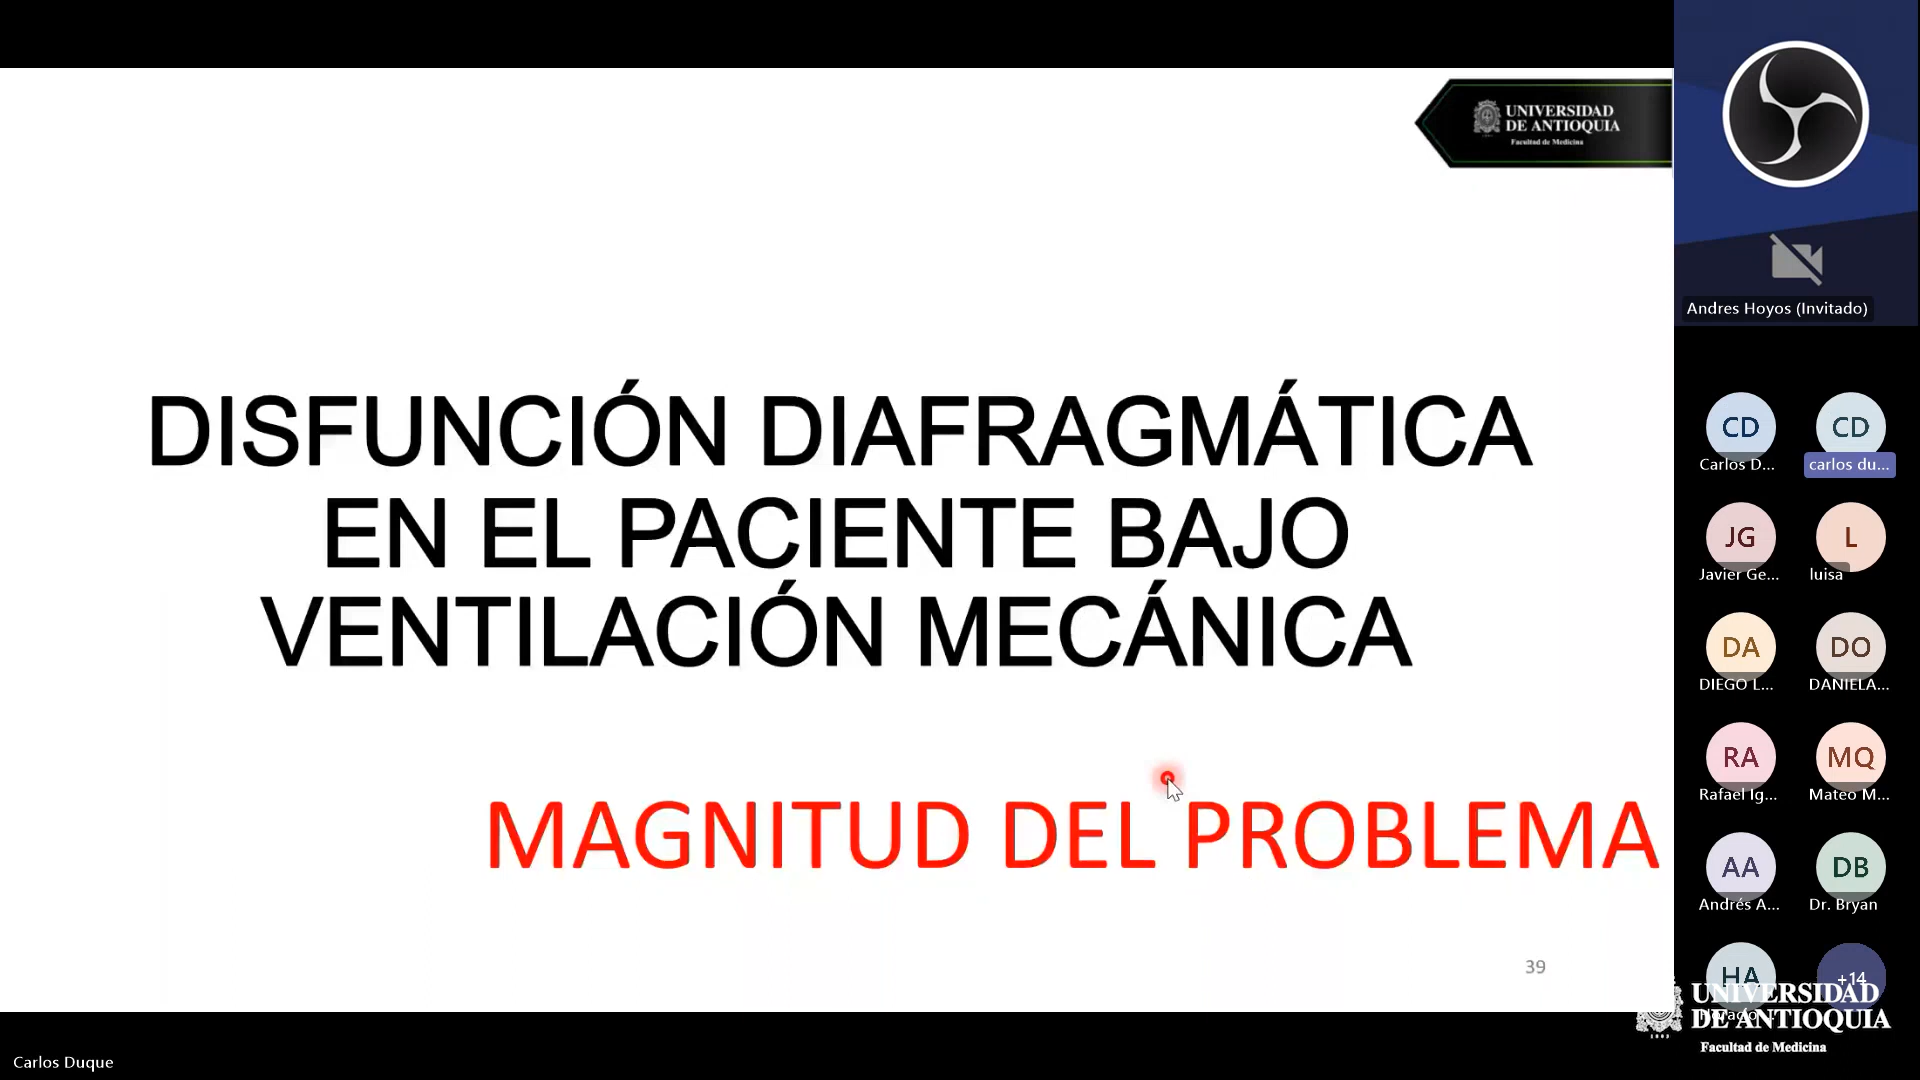 UNIVERSIDAD
DE ANTIOQUIA
Facultad de Medicina
DISFUNCIÓN DIAFRAGMÁTICA
EN EL PACIENTE BAJO
VENTILACIÓN MECÁNICA
MAGNITUD DEL PROBLEMA
39
Carlos Duque
Andres Hoyos (Invitado)
CD
Carlos D...
CD
carlos du...
JG
Javier Ge...
L
luisa
DA
DIEGO L...
DO
DANIELA...
RA
Rafael Ig...
MQ
Mateo M...
AA
Andrés A...
DB
Dr. Bryan
HA
+14
UNIVERSIDAD
DE ANTIOQUIA
Facultad de Medicina